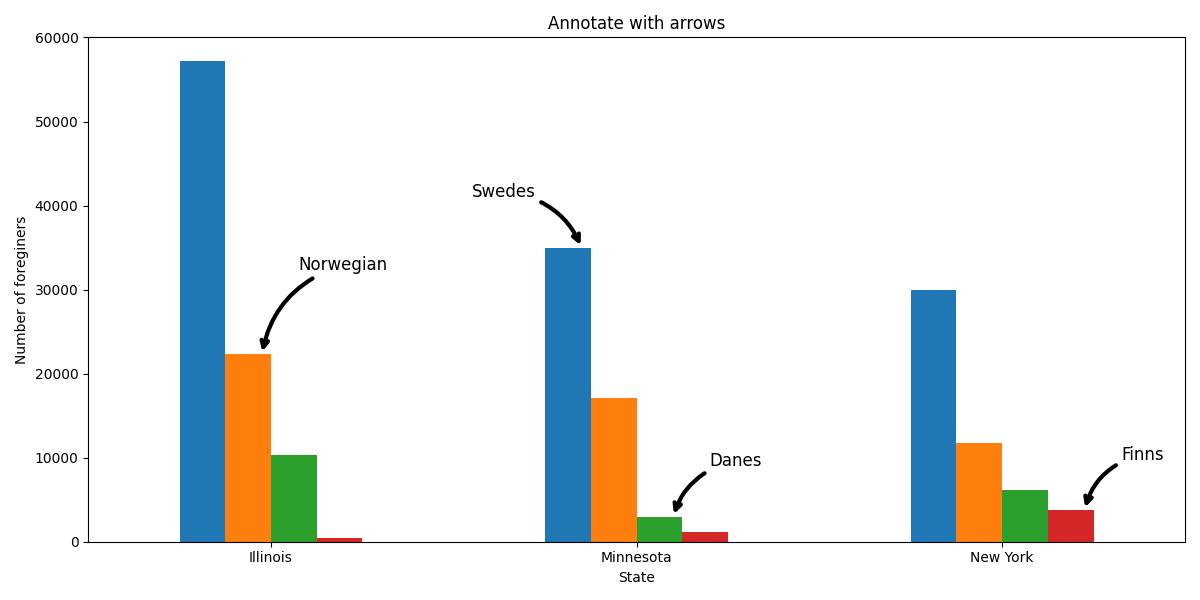 Annotate with arrows
Number of foreginers
60000
50000
40000
30000
20000
10000
0
Swedes
Norwegian
Danes
Finns
Illinois
Minnesota
New York
State